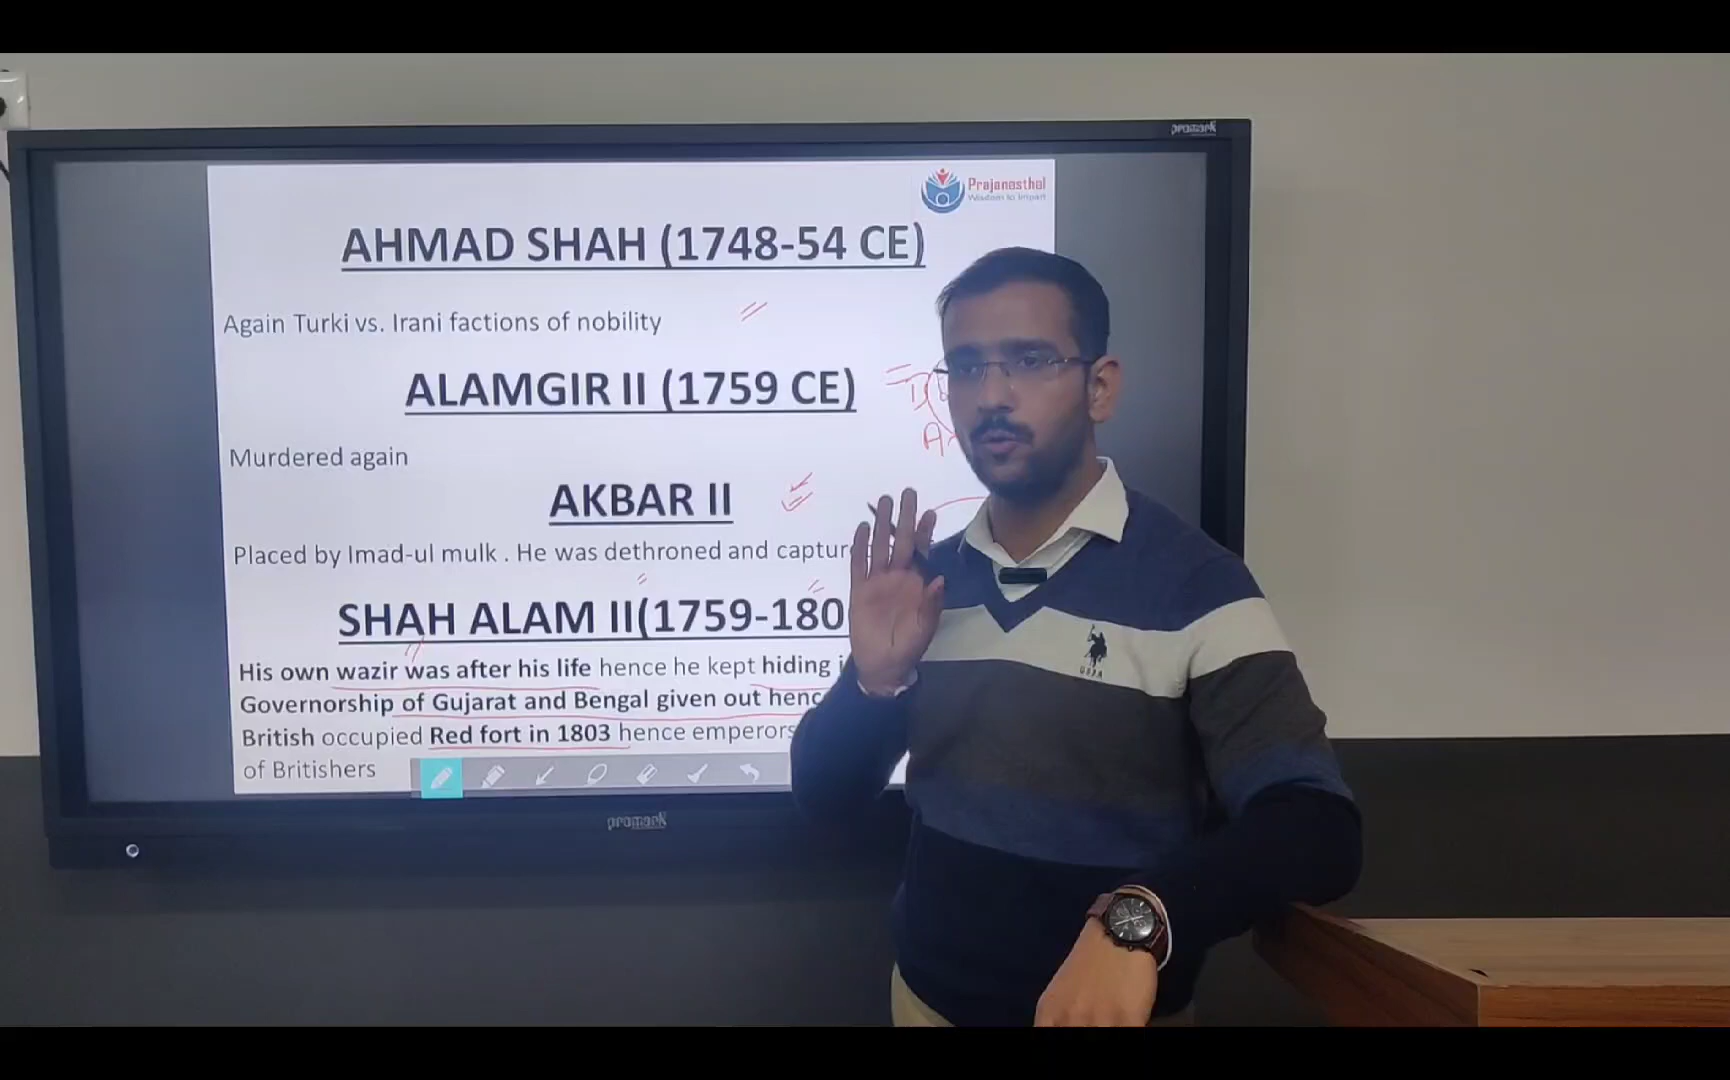 promark
Prajanasthal
Wisdom to Impart
AHMAD SHAH (1748-54 CE)
Again Turki vs. Irani factions of nobility
ALAMGIR II (1759 CE)
Murdered again
AKBAR II
Placed by Imad-ul mulk . He was dethroned and
SHAH ALAM II(1759-180
His own wazir was after his life hence he kept hiding
Governorship of Gujarat and Bengal given out
British occupied Red fort in 1803 hence emperors
of Britishers
promark
USPA